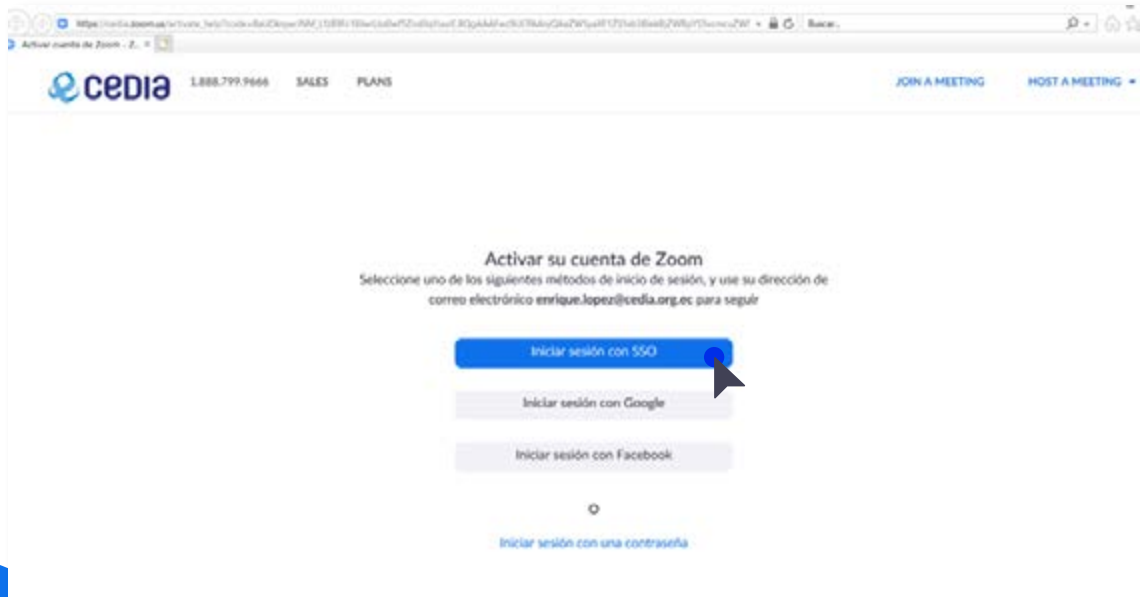 Activar cuenta de Zoom - Z...
Buscar...
CEDIA
1.888.799.9666 SALES PLANS
JOIN A MEETING HOST A MEETING
Activar su cuenta de Zoom
Seleccione uno de los siguientes métodos de inicio de sesión, y use su dirección de
correo electrónico enrique.lopez@cedia.org.ec para seguir
Iniciar sesión con SSO
Iniciar sesión con Google
Iniciar sesión con Facebook
O
Iniciar sesión con una contraseña